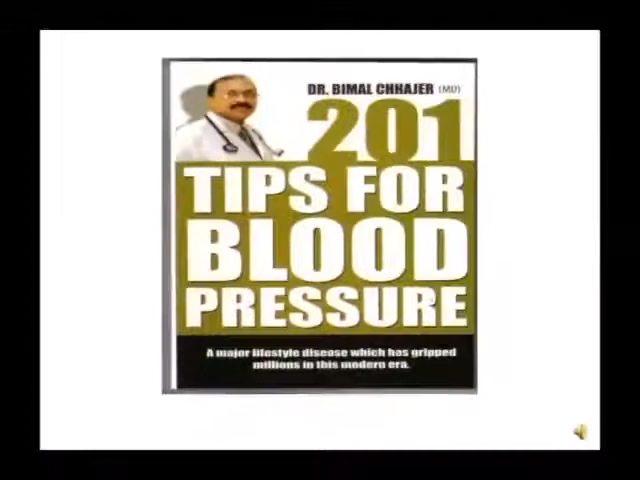 DR. BIMAL CHHAJER (MD)
201
TIPS FOR
BLOOD
PRESSURE
A major lifestyle disease which has gripped
millions in this modern era.